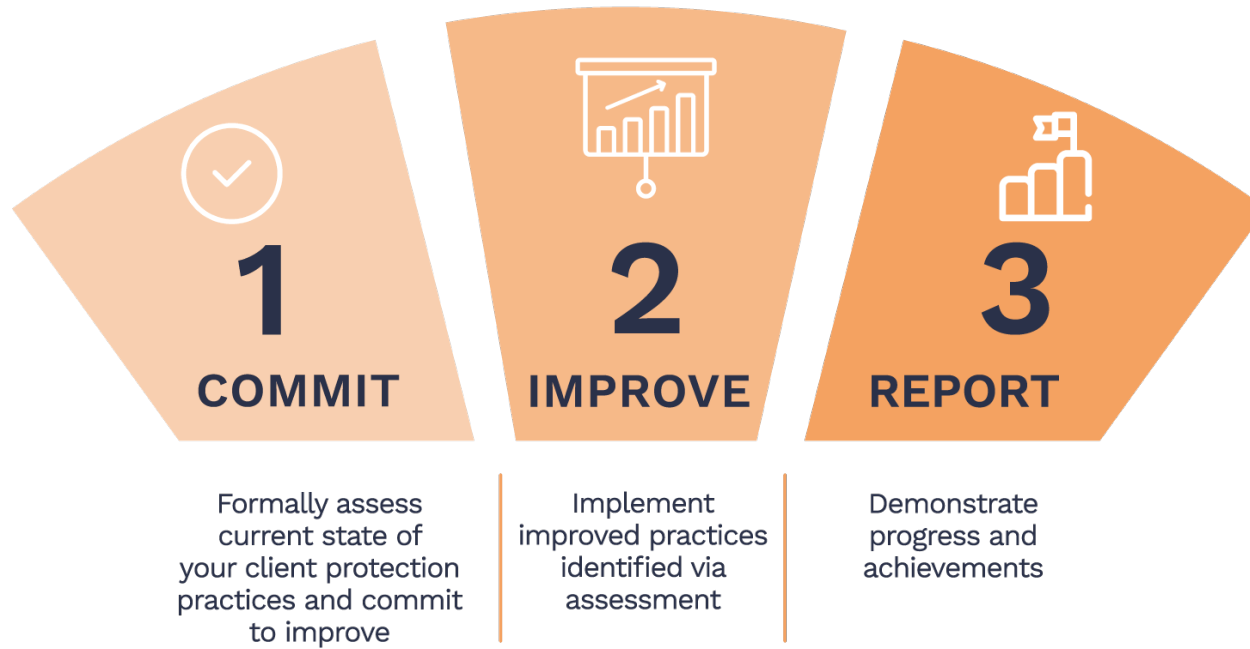 1
COMMIT
Formally assess
current state of
your client protection
practices and commit
to improve
2
IMPROVE
Implement
improved practices
identified via
assessment
3
REPORT
Demonstrate
progress and
achievements